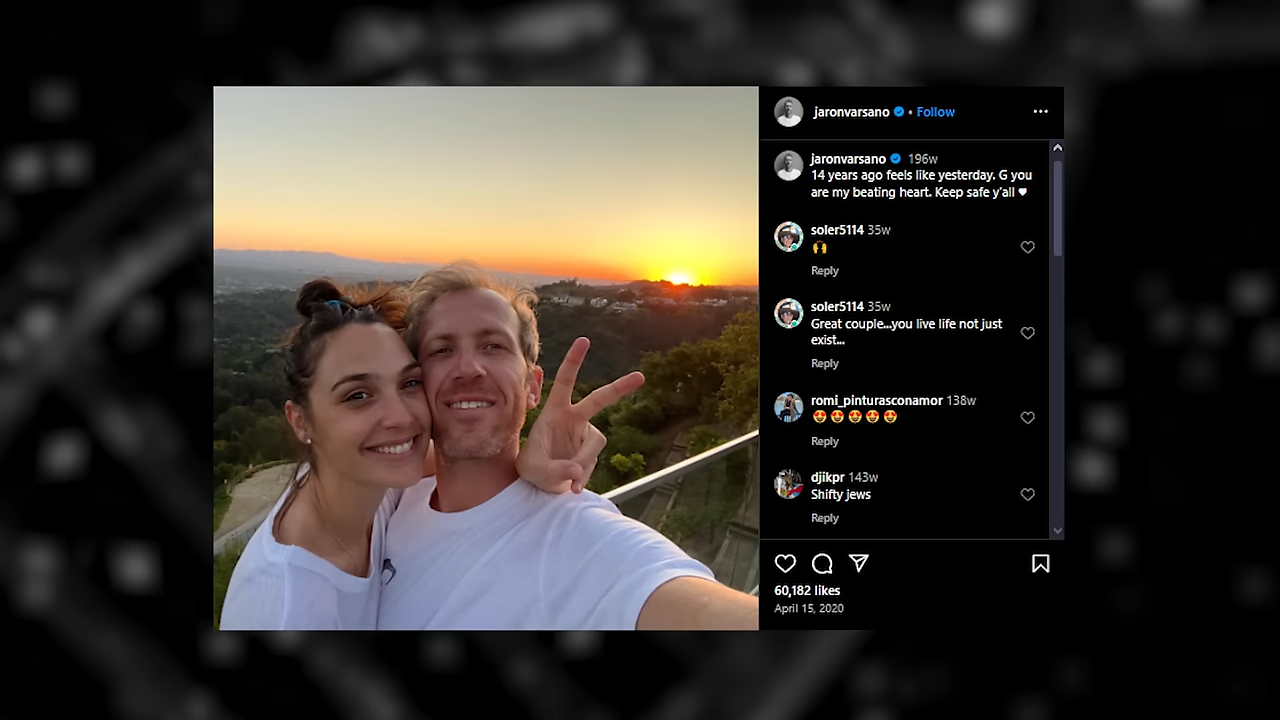 jaronvarsano • Follow
jaronvarsano 196w
14 years ago feels like yesterday. G you
are my beating heart. Keep safe y'all ♥
soler5114 35w
🙌
Reply
soler5114 35w
Great couple...you live life not just
exist...
Reply
romi_pinturasconamor 138w
😍😍😍😍😍
Reply
djikpr 143w
Shifty jews
Reply
60,182 likes
April 15, 2020